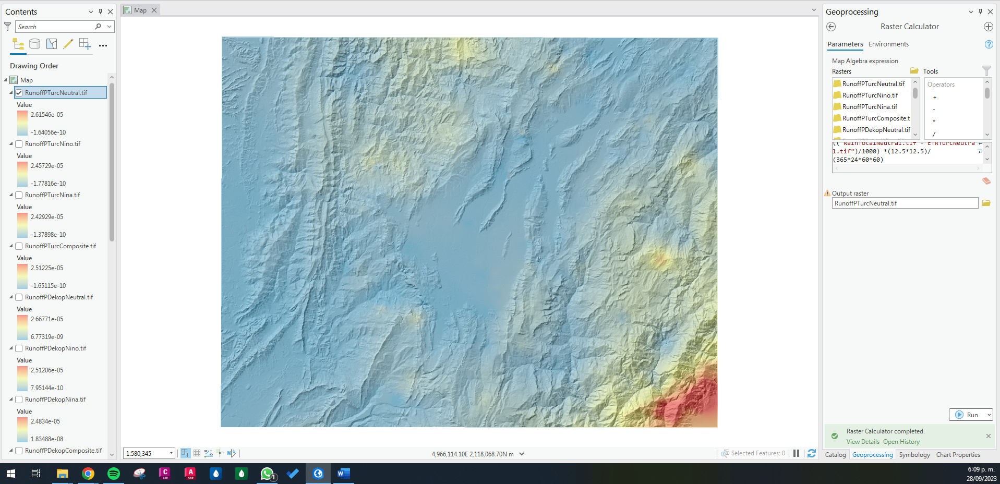 Contents
Search
Drawing Order
Map
RunoffPTurcNeutral.tif
Value
2.61546e-05
-1.64056e-10
RunoffPTurcNino.tif
Value
2.45729e-05
-1.77816e-10
RunoffPTurcNina.tif
Value
2.42929e-05
-1.37898e-10
RunoffPTurcComposite.tif
Value
2.51225e-05
-1.65115e-10
RunoffPDekopNeutral.tif
Value
2.66771e-05
6.77319e-09
RunoffPDekopNino.tif
Value
2.51206e-05
7.95144e-10
RunoffPDekopNina.tif
Value
2.4834e-05
1.83488e-08
RunoffPDekopComposite.tif
Map
1:580,345
4,966,114.10E 2,118,068.70N m
Selected Features: 0
Geoprocessing
Raster Calculator
Parameters Environments
Map Algebra expression
Rasters
RunoffPTurcNeutral.tif
RunoffPTurcNino.tif
RunoffPTurcNina.tif
RunoffPTurcComposite.t
RunoffPDekopNeutral.tif
Tools
Operators
+
-
*
/
(("RainTotalNeutral.tif" - "ETRTurcNeutra
l.tif")/1000) *(12.5*12.5)/
(365*24*60*60)
Output raster
RunoffPTurcNeutral.tif
Run
Raster Calculator completed.
View Details Open History
Catalog Geoprocessing Symbology Chart Properties
C
C3D
A
CAD
1
6:09 p. m.
28/09/2023